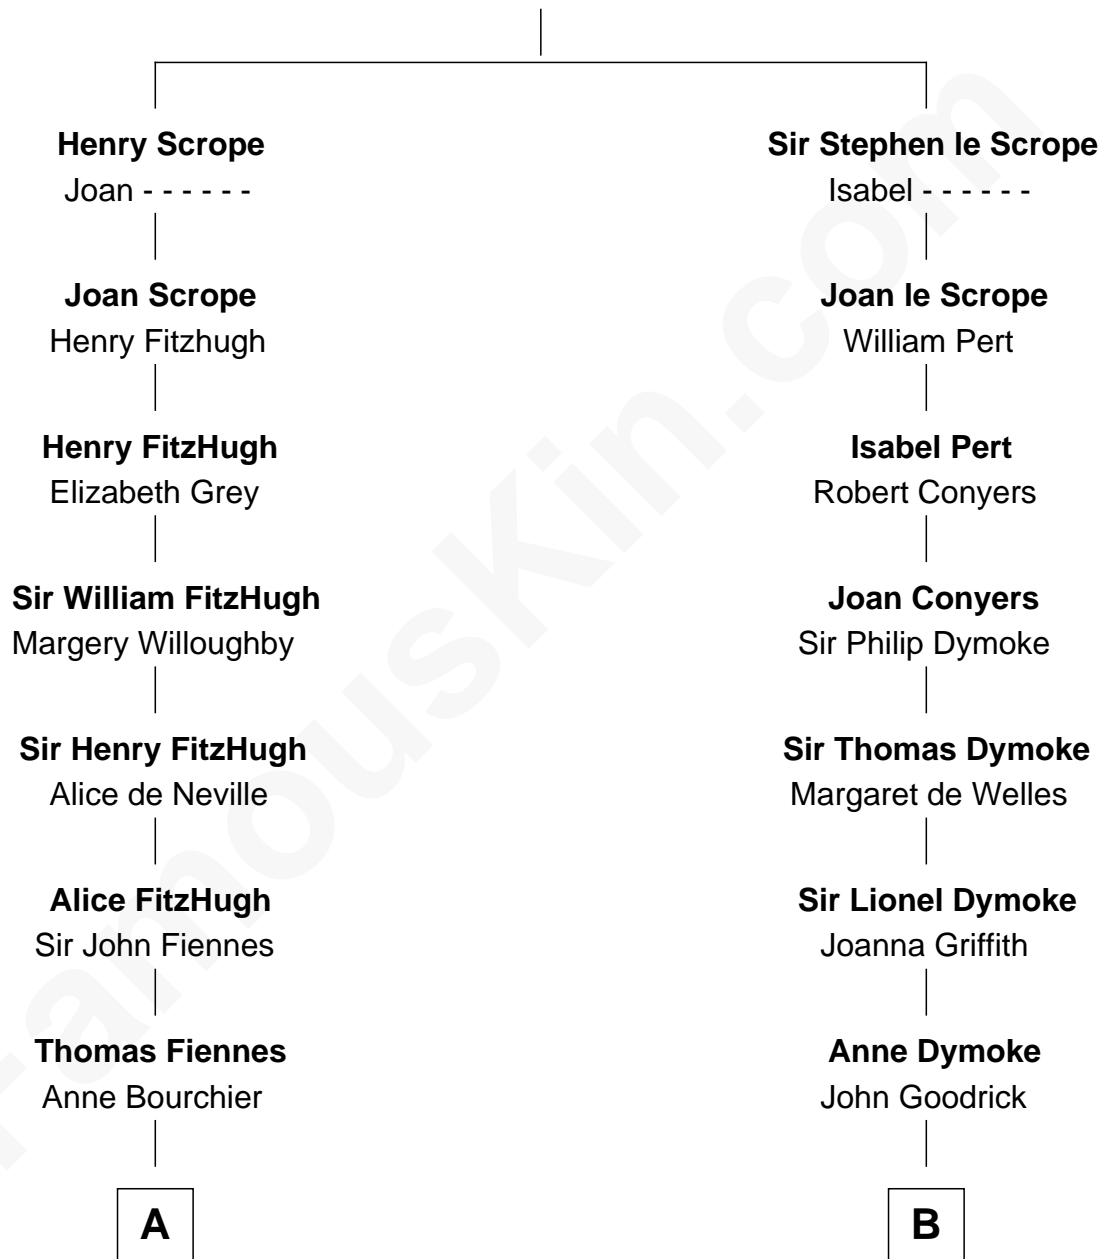 Henry Scrope
Joan - - - - - -
Joan Scrope
Henry Fitzhugh
Henry FitzHugh
Elizabeth Grey
Sir William FitzHugh
Margery Willoughby
Sir Henry FitzHugh
Alice de Neville
Alice FitzHugh
Sir John Fiennes
Thomas Fiennes
Anne Bourchier
A
Sir Stephen le Scrope
Isabel - - - - - -
Joan le Scrope
William Pert
Isabel Pert
Robert Conyers
Joan Conyers
Sir Philip Dymoke
Sir Thomas Dymoke
Margaret de Welles
Sir Lionel Dymoke
Joanna Griffith
Anne Dymoke
John Goodrick
B
FamousKin.com